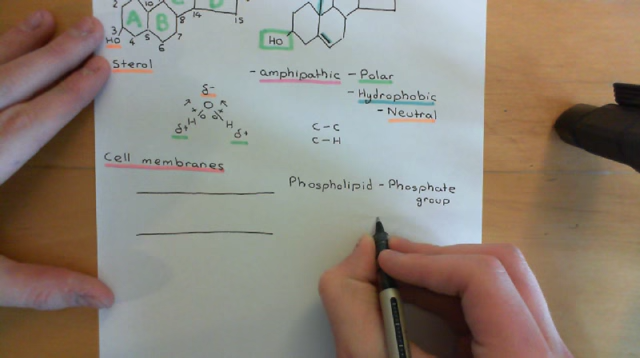 2 10
A B C D
8 14 15
3
HO 4 5 6 7
Sterol
HO
- amphipathic - Polar
- Hydrophobic
- Neutral
δ-
O
H H
δ+ δ+
C-C
C-H
Cell membranes
Phospholipid - Phosphate
group